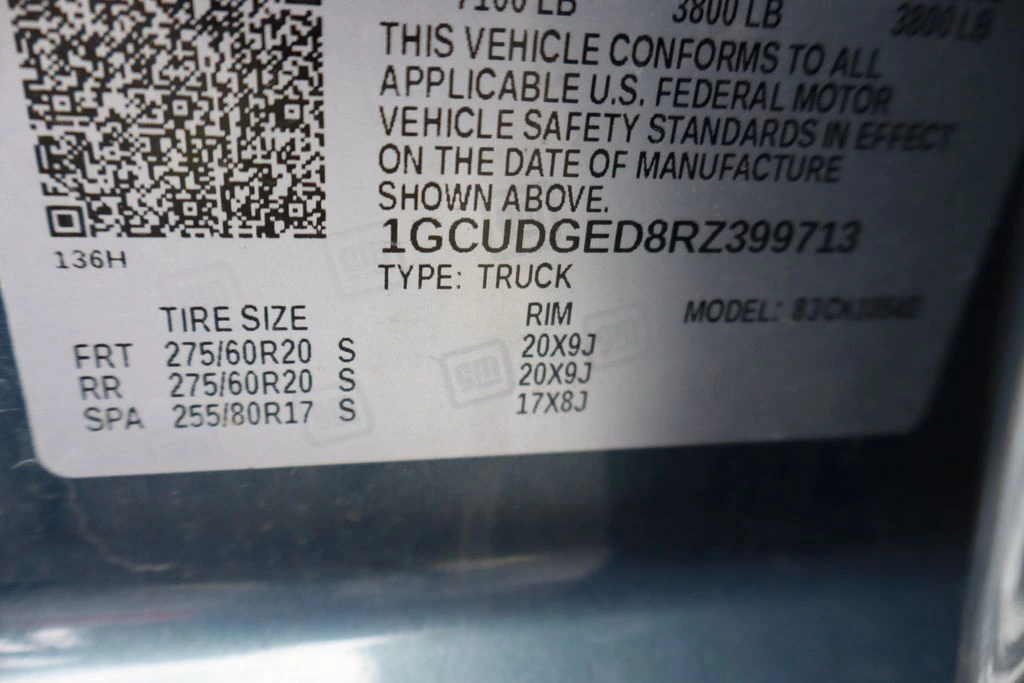 7100 LB 3800 LB 3800 LB
THIS VEHICLE CONFORMS TO ALL
APPLICABLE U.S. FEDERAL MOTOR
VEHICLE SAFETY STANDARDS IN EFFECT
ON THE DATE OF MANUFACTURE
SHOWN ABOVE.
1GCUDGED8RZ399713
136H
TYPE: TRUCK
TIRE SIZE RIM MODEL:
FRT 275/60R20 S 20X9J
RR 275/60R20 S 20X9J
SPA 255/80R17 S 17X8J
gm